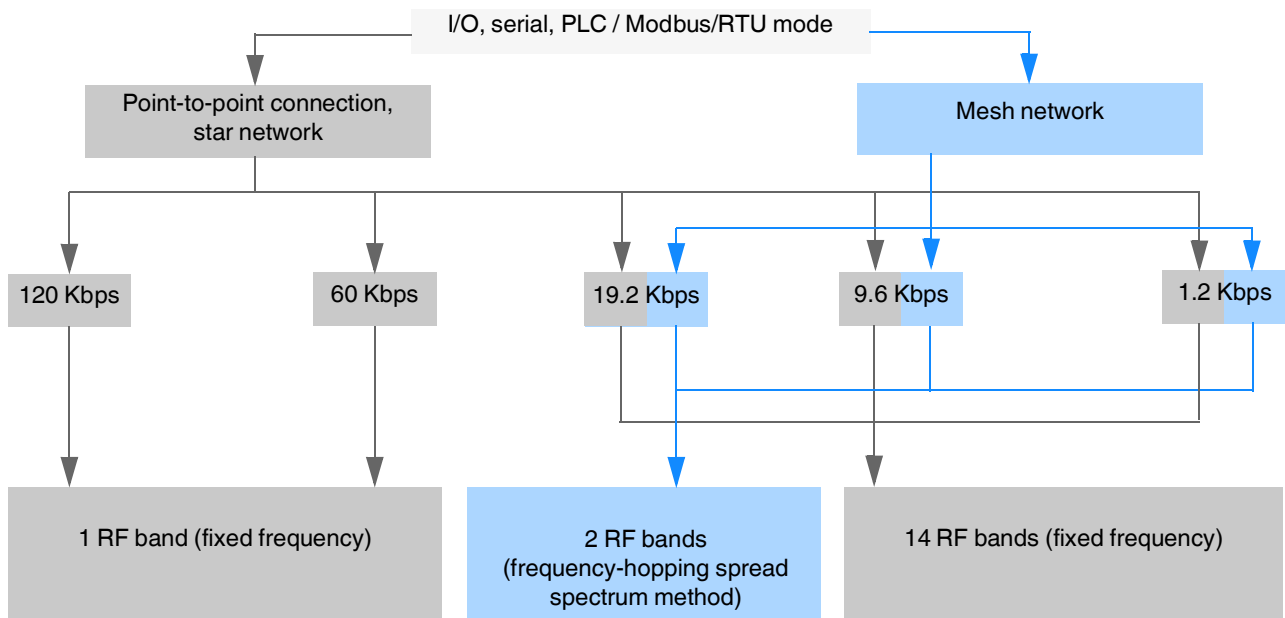 I/O, serial, PLC / Modbus/RTU mode
Point-to-point connection,
star network
Mesh network
120 Kbps
60 Kbps
19.2 Kbps
9.6 Kbps
1.2 Kbps
1 RF band (fixed frequency)
2 RF bands
(frequency-hopping spread
spectrum method)
14 RF bands (fixed frequency)